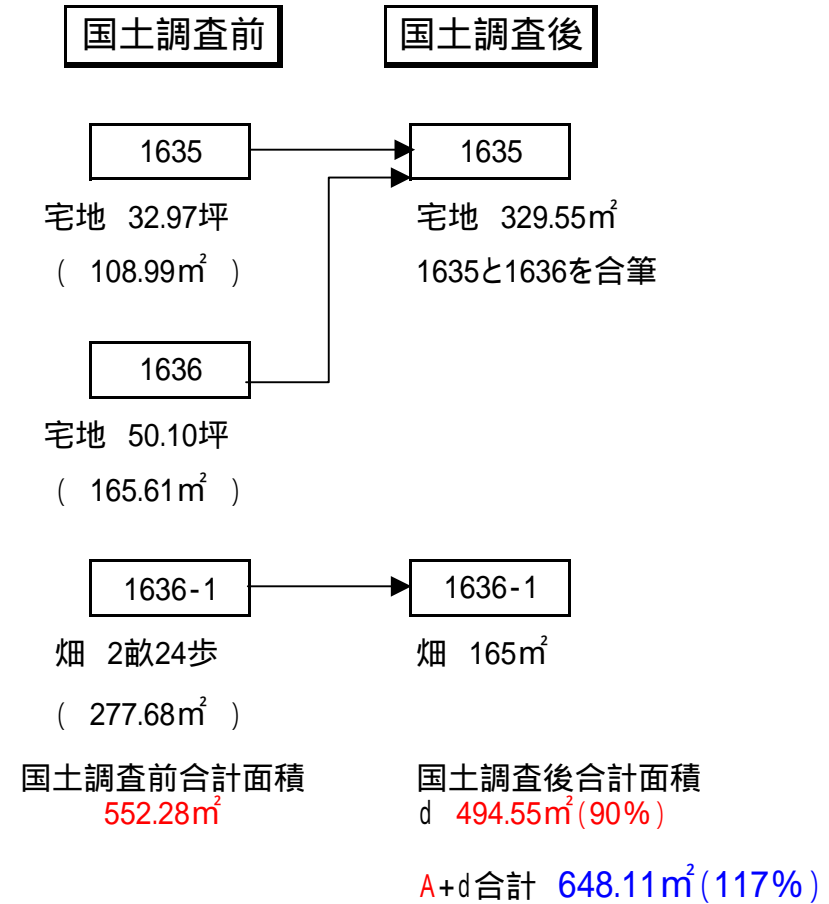 国土調査前 国土調査後
1635 1635
宅地 32.97坪 宅地 329.55㎡
( 108.99㎡ ) 1635と1636を合筆
1636
宅地 50.10坪
( 165.61㎡ )
1636-1 1636-1
畑 2畝24歩 畑 165㎡
( 277.68㎡ )
国土調査前合計面積 国土調査後合計面積
552.28㎡ d 494.55㎡(90%)
A+d合計 648.11㎡(117%)